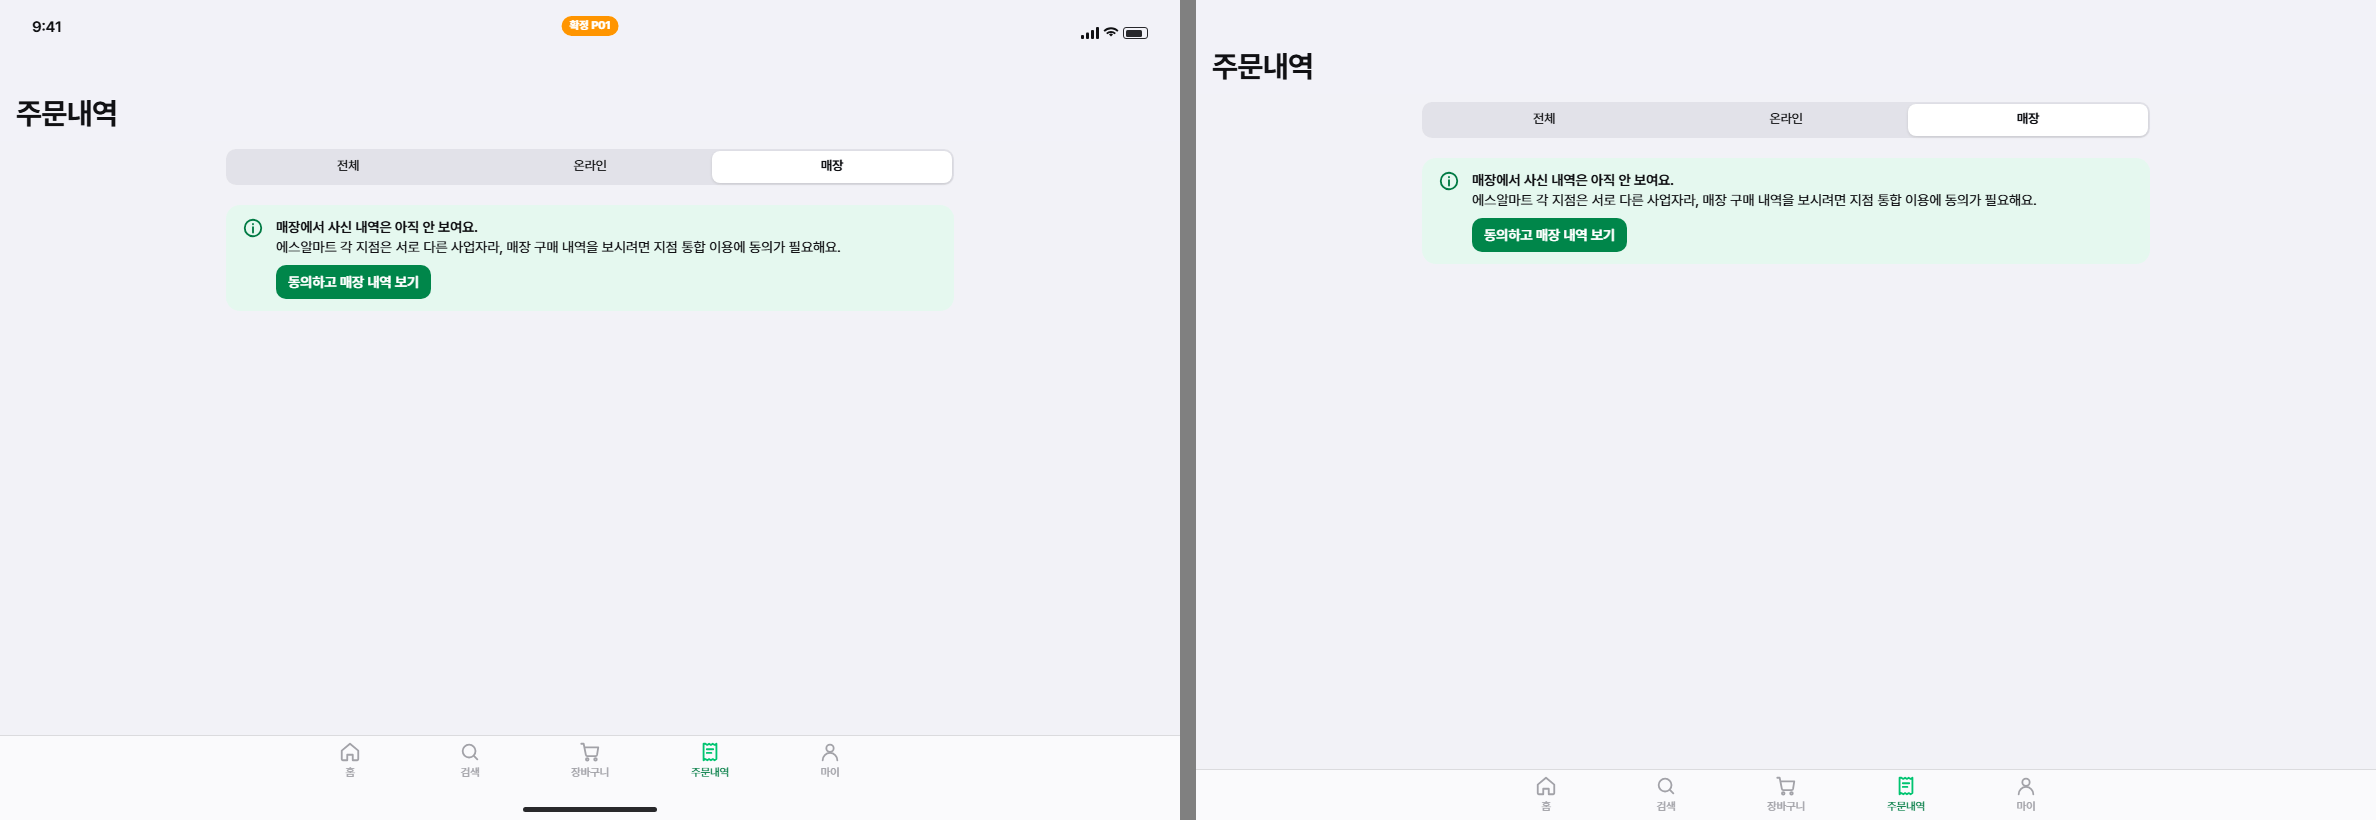 9:41
확정 P01
주문내역
전체
온라인
매장
매장에서 사신 내역은 아직 안 보여요.
에스알마트 각 지점은 서로 다른 사업자라, 매장 구매 내역을 보시려면 지점 통합 이용에 동의가 필요해요.
동의하고 매장 내역 보기
홈
검색
장바구니
주문내역
마이
주문내역
전체
온라인
매장
매장에서 사신 내역은 아직 안 보여요.
에스알마트 각 지점은 서로 다른 사업자라, 매장 구매 내역을 보시려면 지점 통합 이용에 동의가 필요해요.
동의하고 매장 내역 보기
홈
검색
장바구니
주문내역
마이